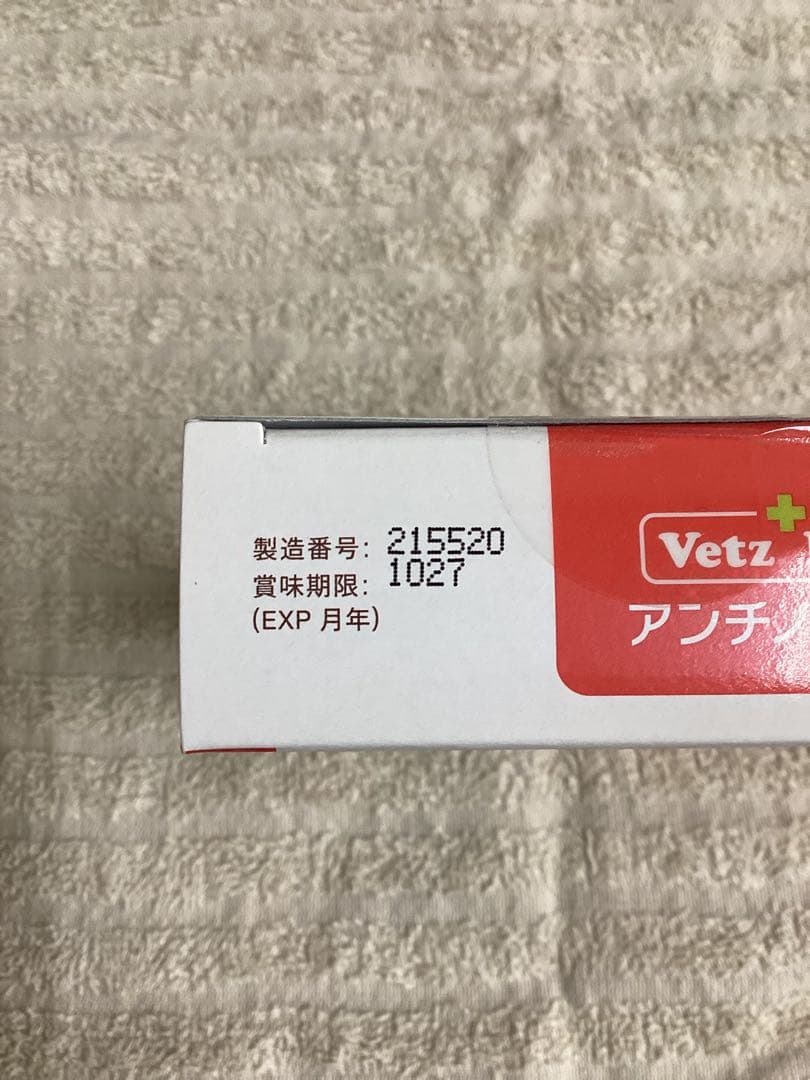 製造番号: 215520
賞味期限: 1027
(EXP 月年)
Vetz
アンチ